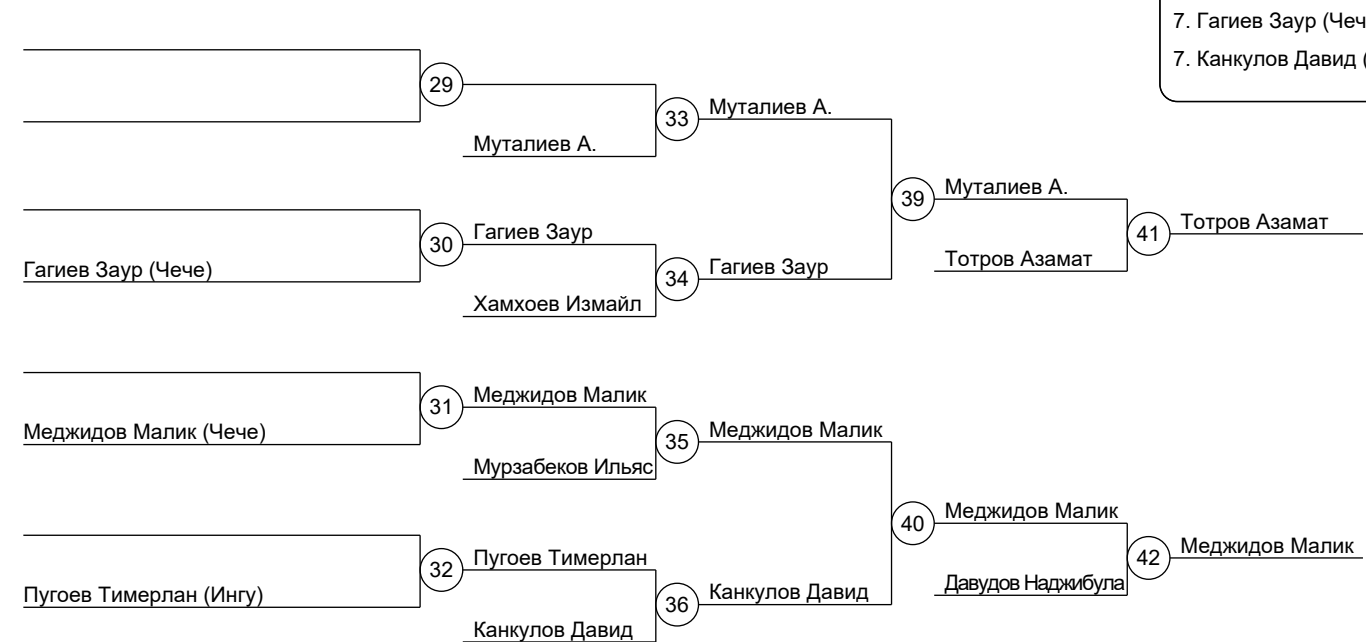 7. Гагиев Заур (Чеч
7. Канкулов Давид (
29
Муталиев А.
33
Муталиев А.
39
Муталиев А.
Тотров Азамат
41
Тотров Азамат
Гагиев Заур (Чече)
30
Гагиев Заур
Хамхоев Измайл
34
Гагиев Заур
Меджидов Малик (Чече)
31
Меджидов Малик
Мурзабеков Ильяс
35
Меджидов Малик
40
Меджидов Малик
Давудов Наджибула
42
Меджидов Малик
Пугоев Тимерлан (Ингу)
32
Пугоев Тимерлан
Канкулов Давид
36
Канкулов Давид